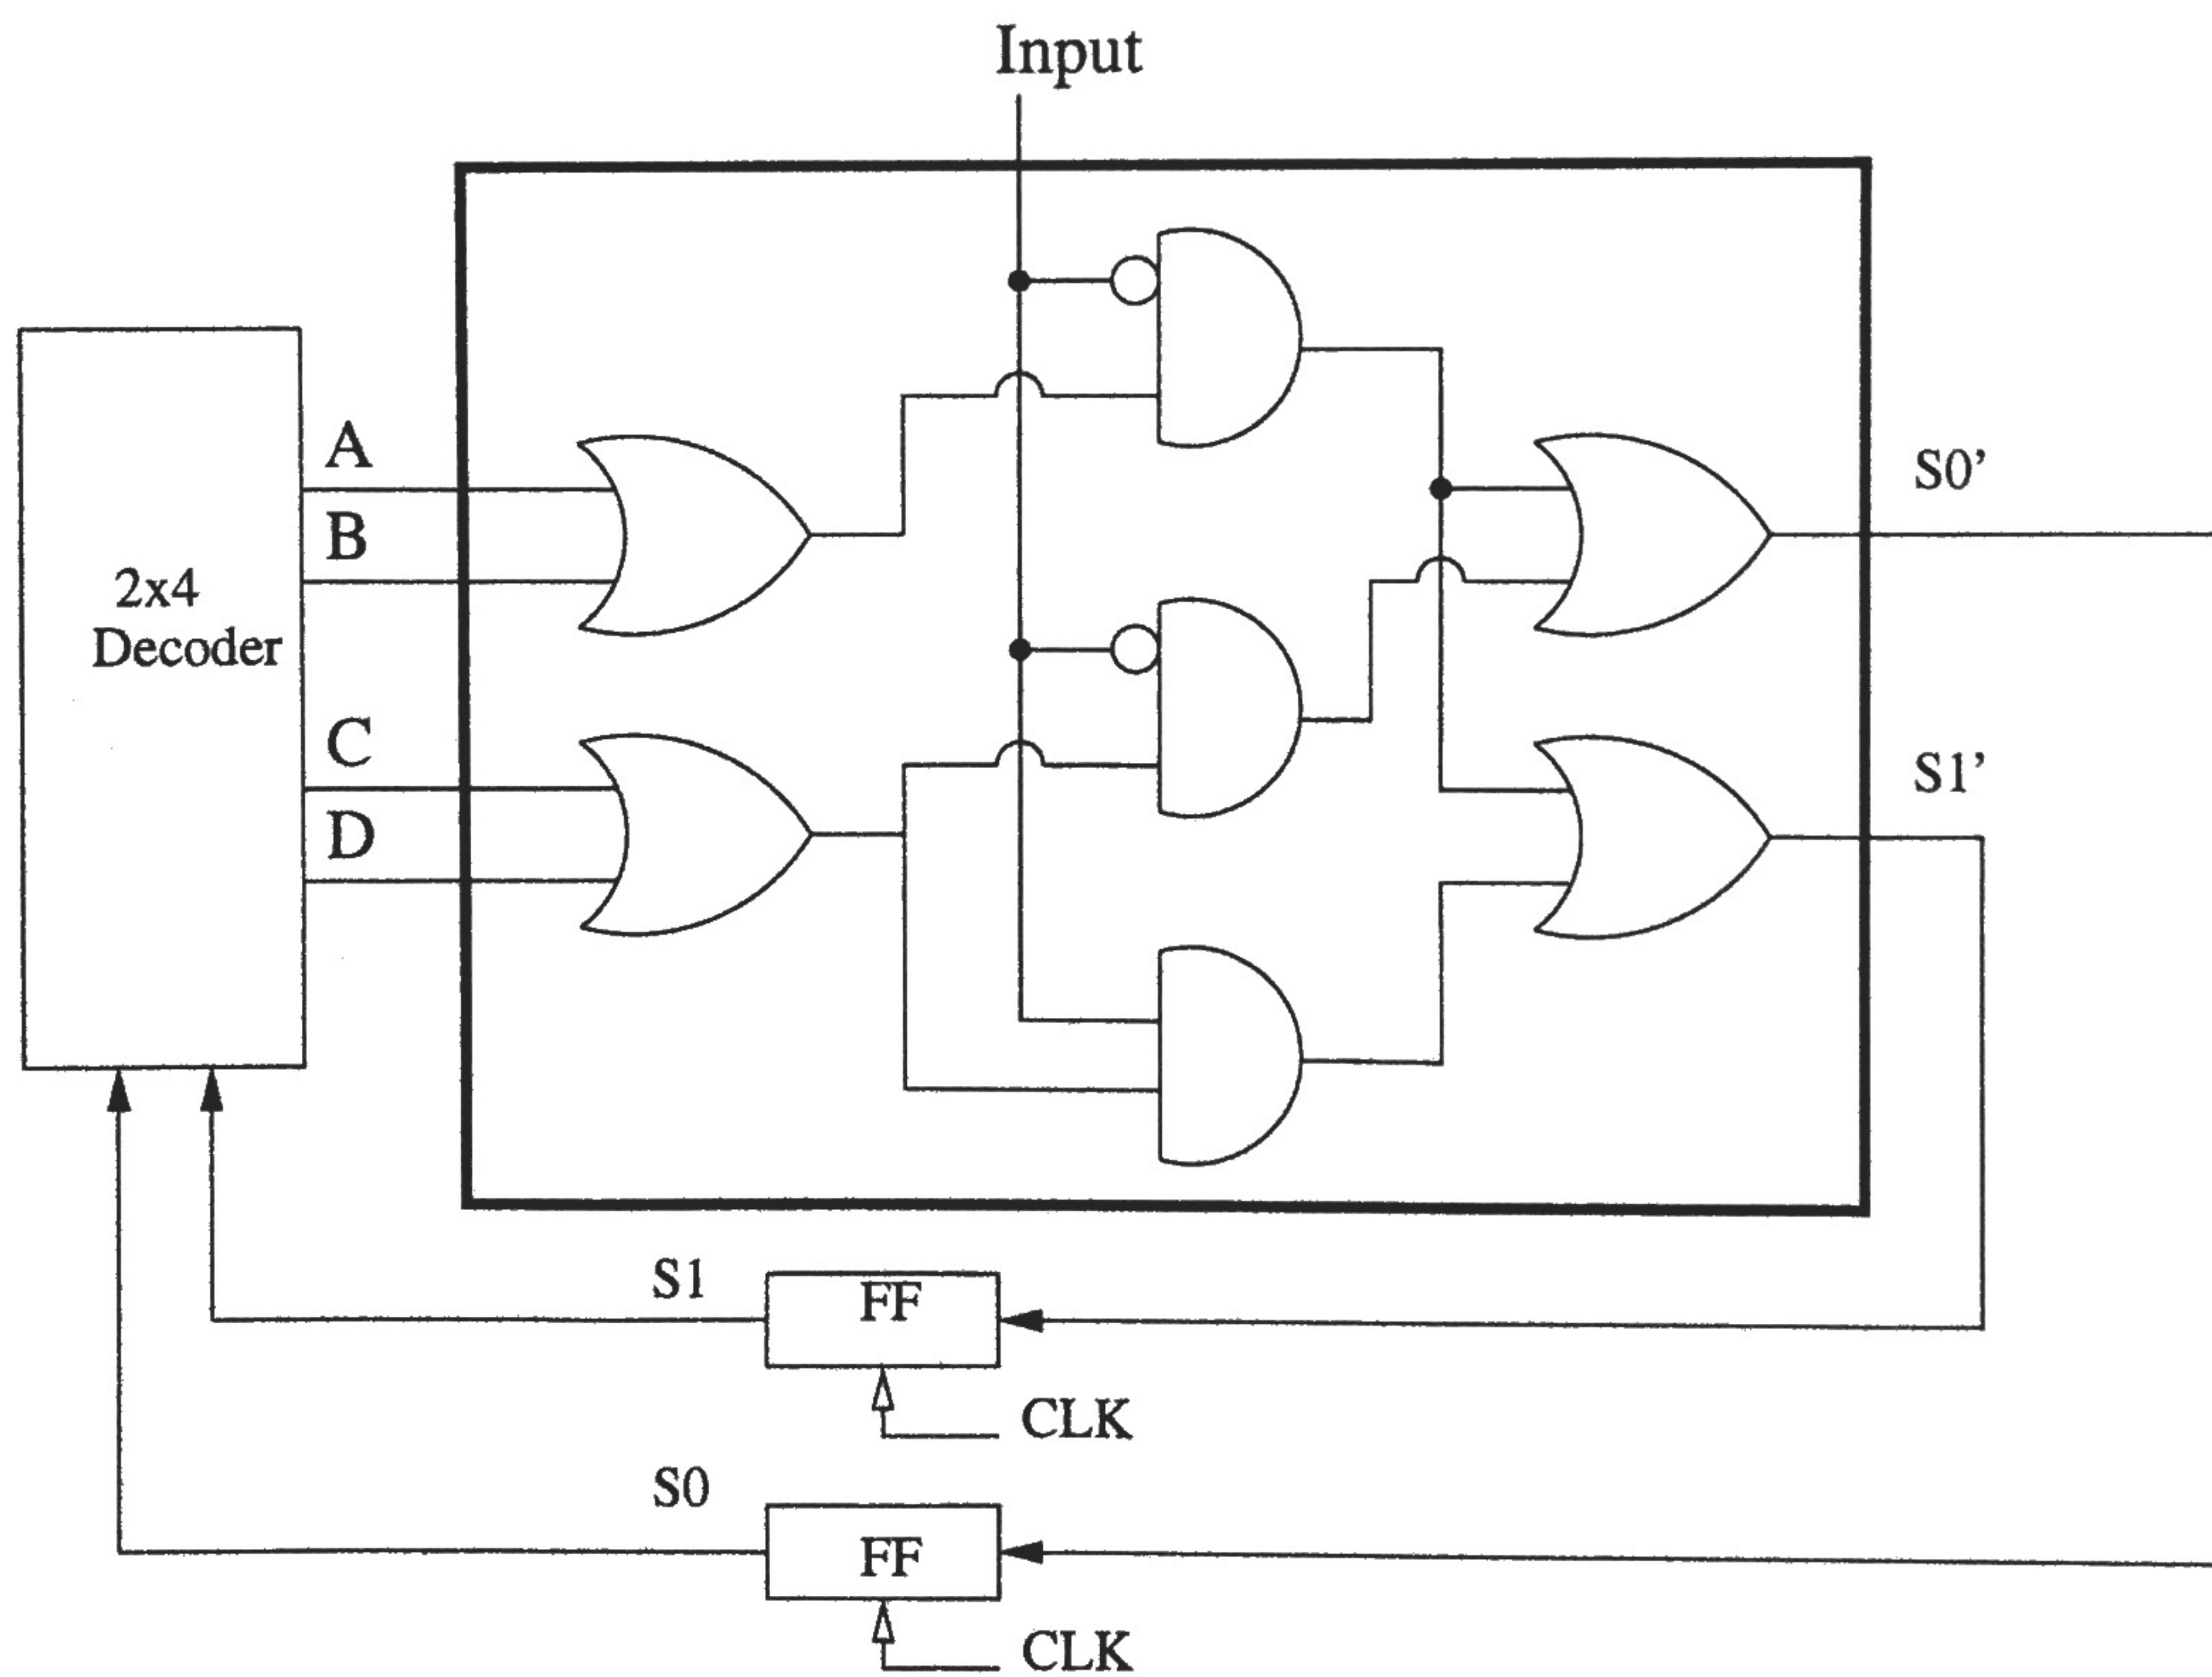 Input
A
B
2x4
Decoder
C
D
S0’
S1’
S1
FF
CLK
S0
FF
CLK